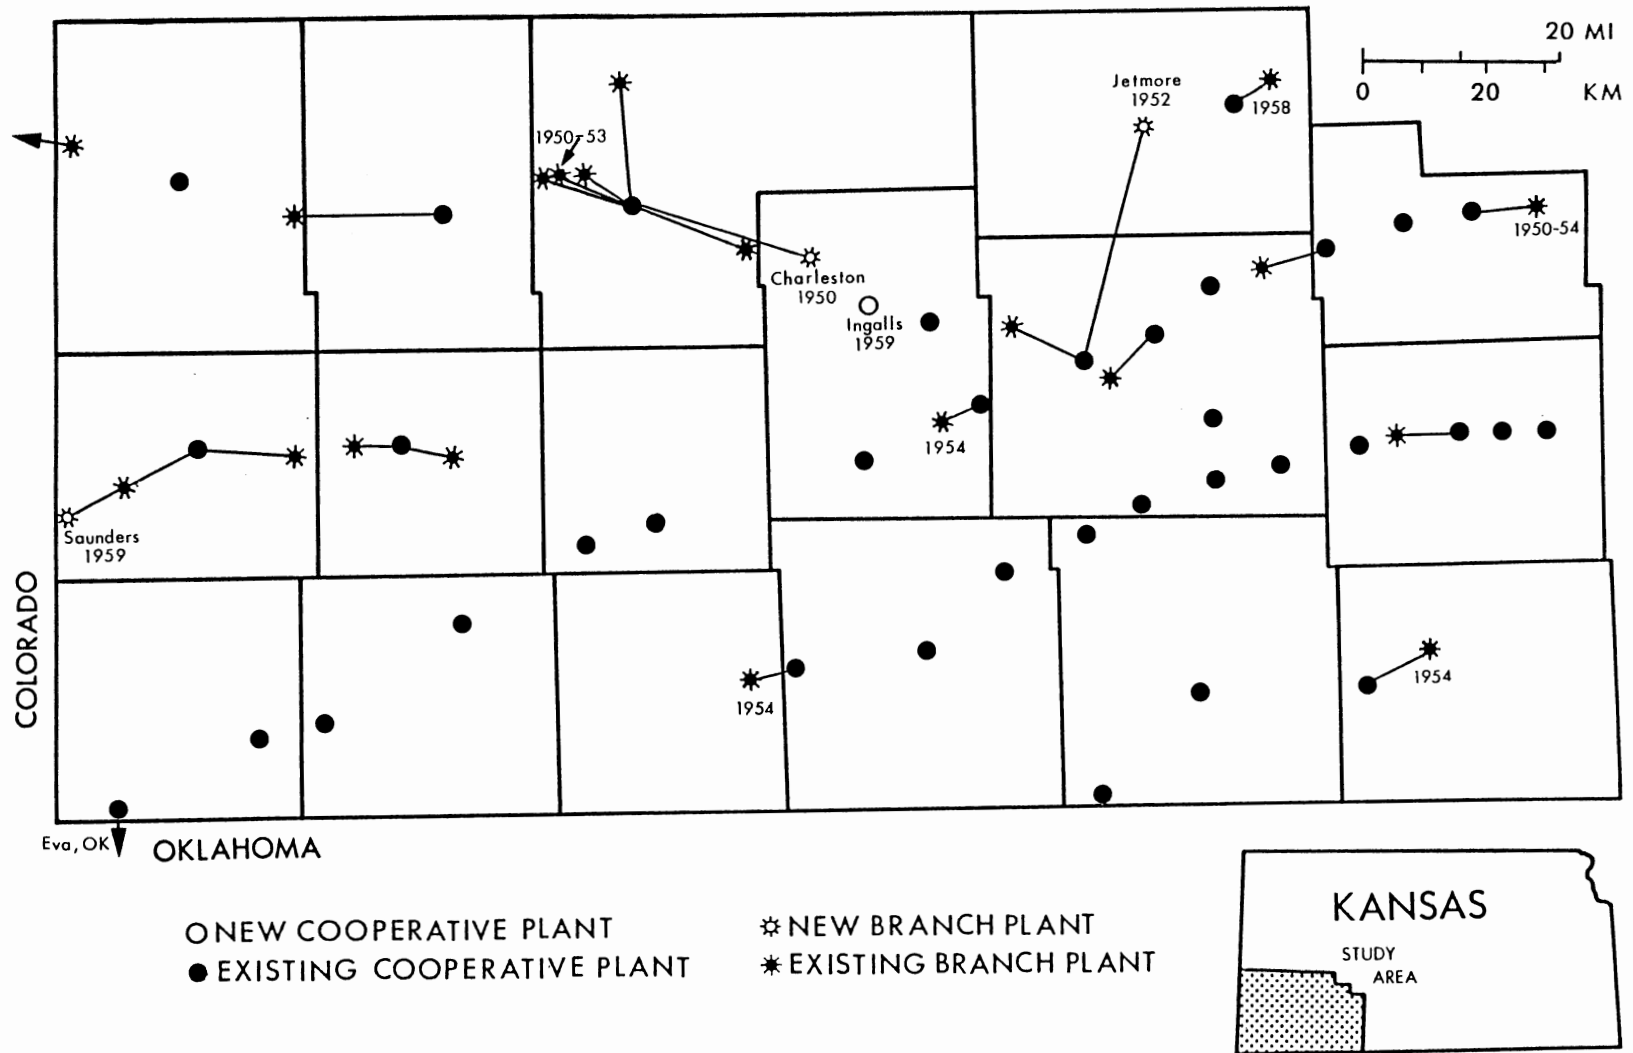 20 MI
0 20 KM
Jetmore
1952
1958
1950-53
1950-54
Charleston
1950
Ingalls
1959
1954
Saunders
1959
COLORADO
1954
1954
Eva, OK
OKLAHOMA
NEW COOPERATIVE PLANT
EXISTING COOPERATIVE PLANT
NEW BRANCH PLANT
EXISTING BRANCH PLANT
KANSAS
STUDY
AREA